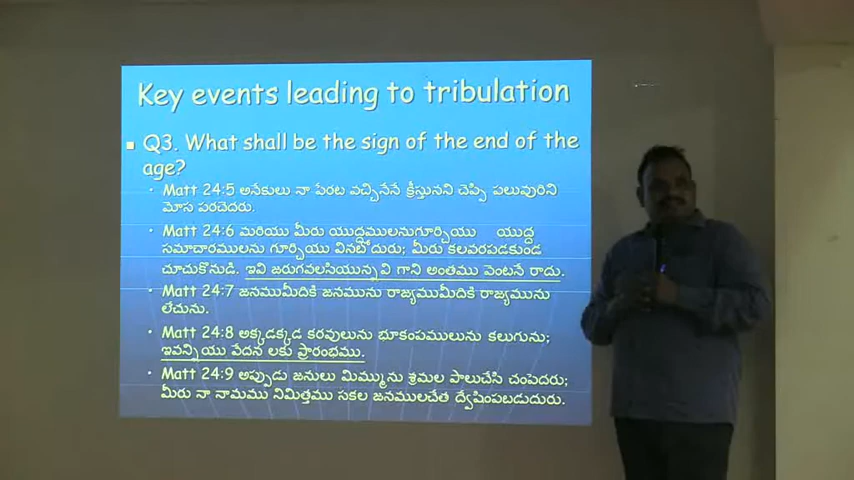 Key events leading to tribulation
Q3. What shall be the sign of the end of the
age?
Matt 24:5 అనేకులు నా పేరట వచ్చినేనే క్రీస్తునని చెప్పి పలువురిని
మోస పరచెదరు.
Matt 24:6 మరియు మీరు యుద్ధములనుగూర్చియు యుద్ధ
సమాచారములను గూర్చియు వినబోదురు; మీరు కలవరపడకుండ
చూచుకొనుడి. ఇవి జరుగవలసియున్నవి గాని అంతము వెంటనే రాదు.
Matt 24:7 జనముమీదికి జనమును రాజ్యముమీదికి రాజ్యమును
లేచును.
Matt 24:8 అక్కడక్కడ కరవులును భూకంపములును కలుగును;
ఇవన్నియు వేదన లకు ప్రారంభము.
Matt 24:9 అప్పుడు జనులు మిమ్మును శ్రమల పాలుచేసి చంపెదరు;
మీరు నా నామము నిమిత్తము సకల జనములచేత ద్వేషింపబడుదురు.